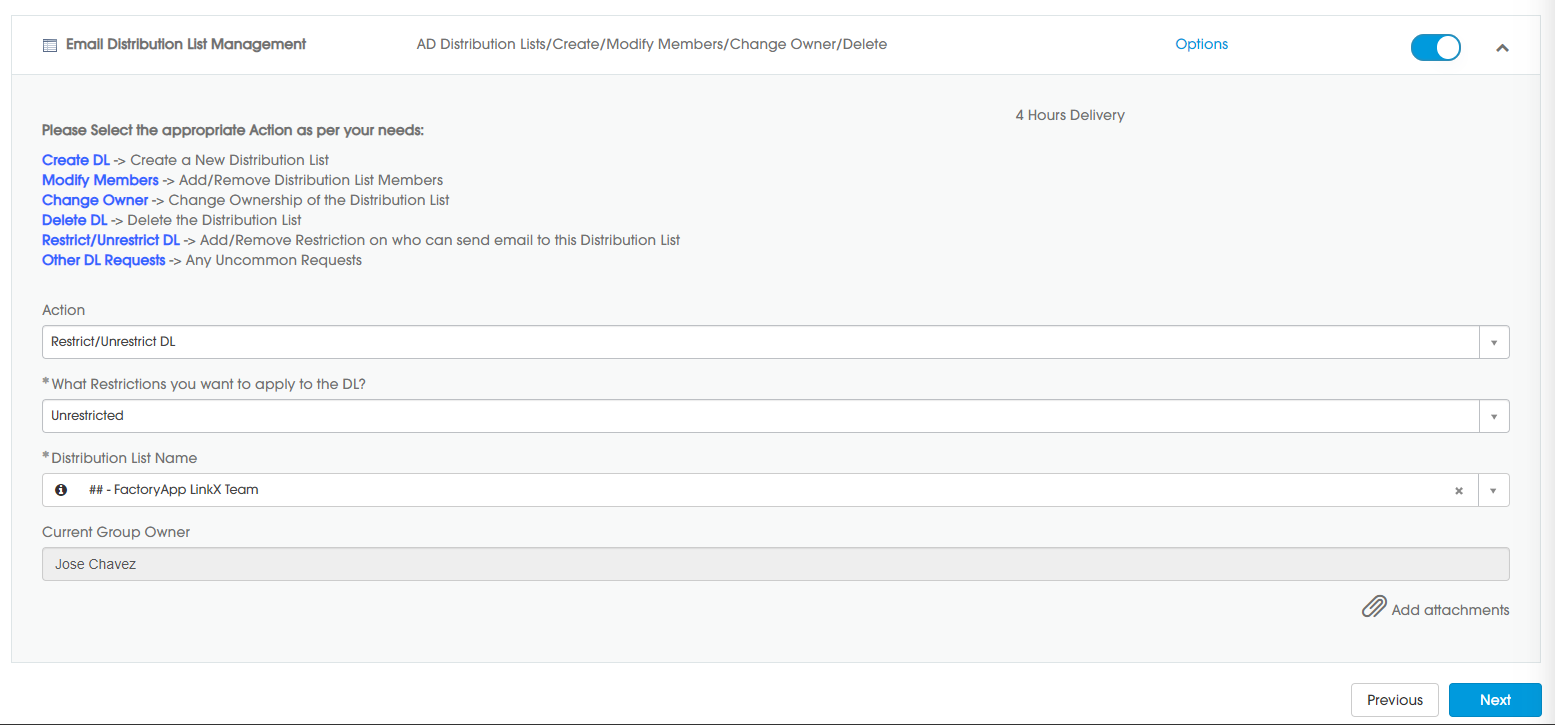 Email Distribution List Management
AD Distribution Lists/Create/Modify Members/Change Owner/Delete
Options
4 Hours Delivery
Please Select the appropriate Action as per your needs:
Create DL -> Create a New Distribution List
Modify Members -> Add/Remove Distribution List Members
Change Owner -> Change Ownership of the Distribution List
Delete DL -> Delete the Distribution List
Restrict/Unrestrict DL -> Add/Remove Restriction on who can send email to this Distribution List
Other DL Requests -> Any Uncommon Requests
Action
Restrict/Unrestrict DL
*What Restrictions you want to apply to the DL?
Unrestricted
*Distribution List Name
## - FactoryApp LinkX Team
Current Group Owner
Jose Chavez
Add attachments
Previous
Next